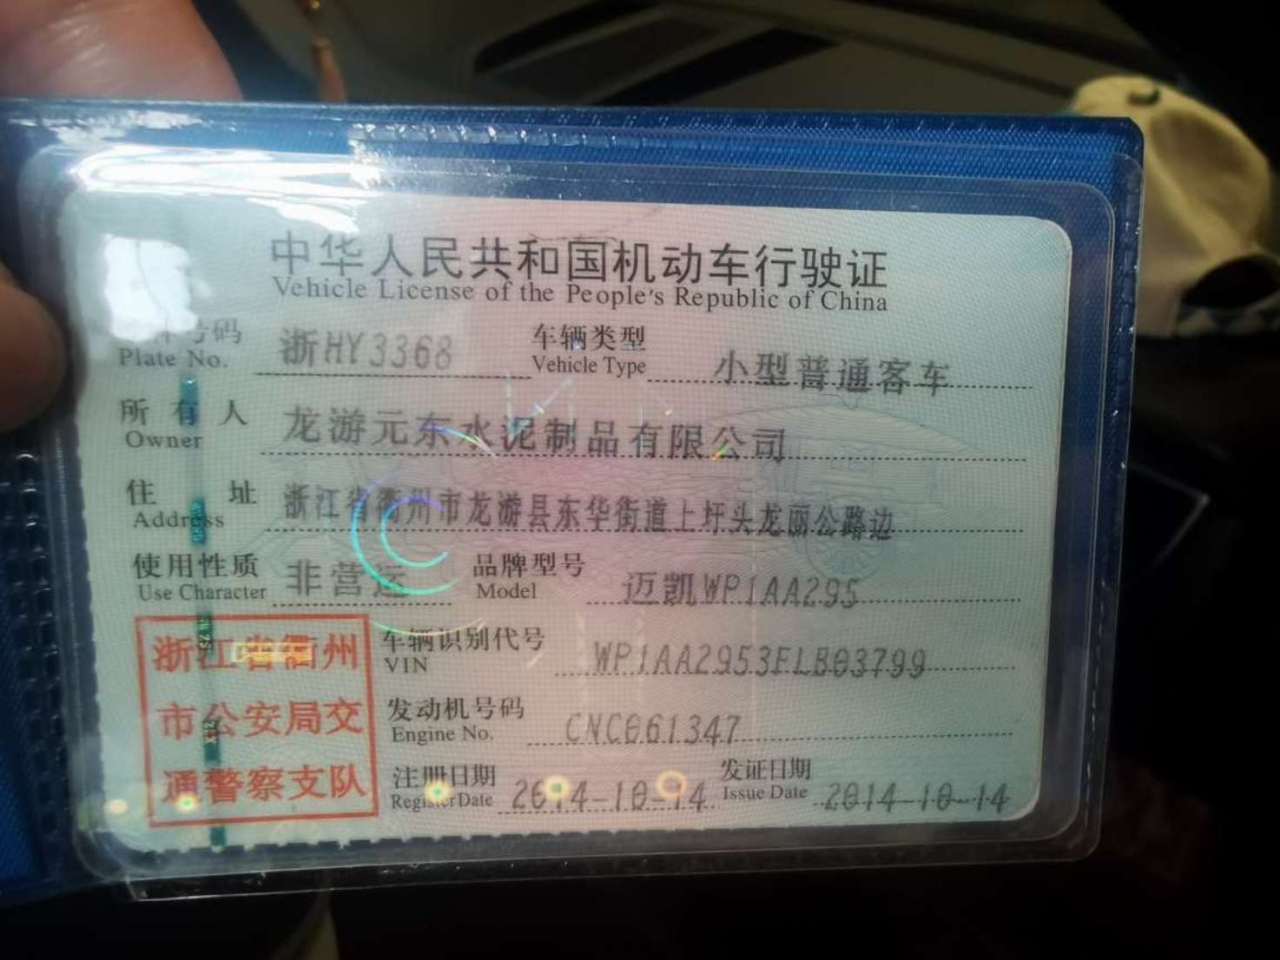 中华人民共和国机动车行驶证
Vehicle License of the People's Republic of China
号码 浙HY3368 车辆类型 小型普通客车
Plate No. Vehicle Type
所有人 龙游元东水泥制品有限公司
Owner
住址 浙江省衢州市龙游县东华街道上圩头龙丽公路边
Address
使用性质 非营运 品牌型号 迈凯WP1AA295
Use Character Model
浙江省衢州 车辆识别代号 WP1AA2953FLB03799
VIN
市公安局交 发动机号码 CNC061347
Engine No.
通警察支队 注册日期 2014-10-14 发证日期 2014-10-14
Register Date Issue Date